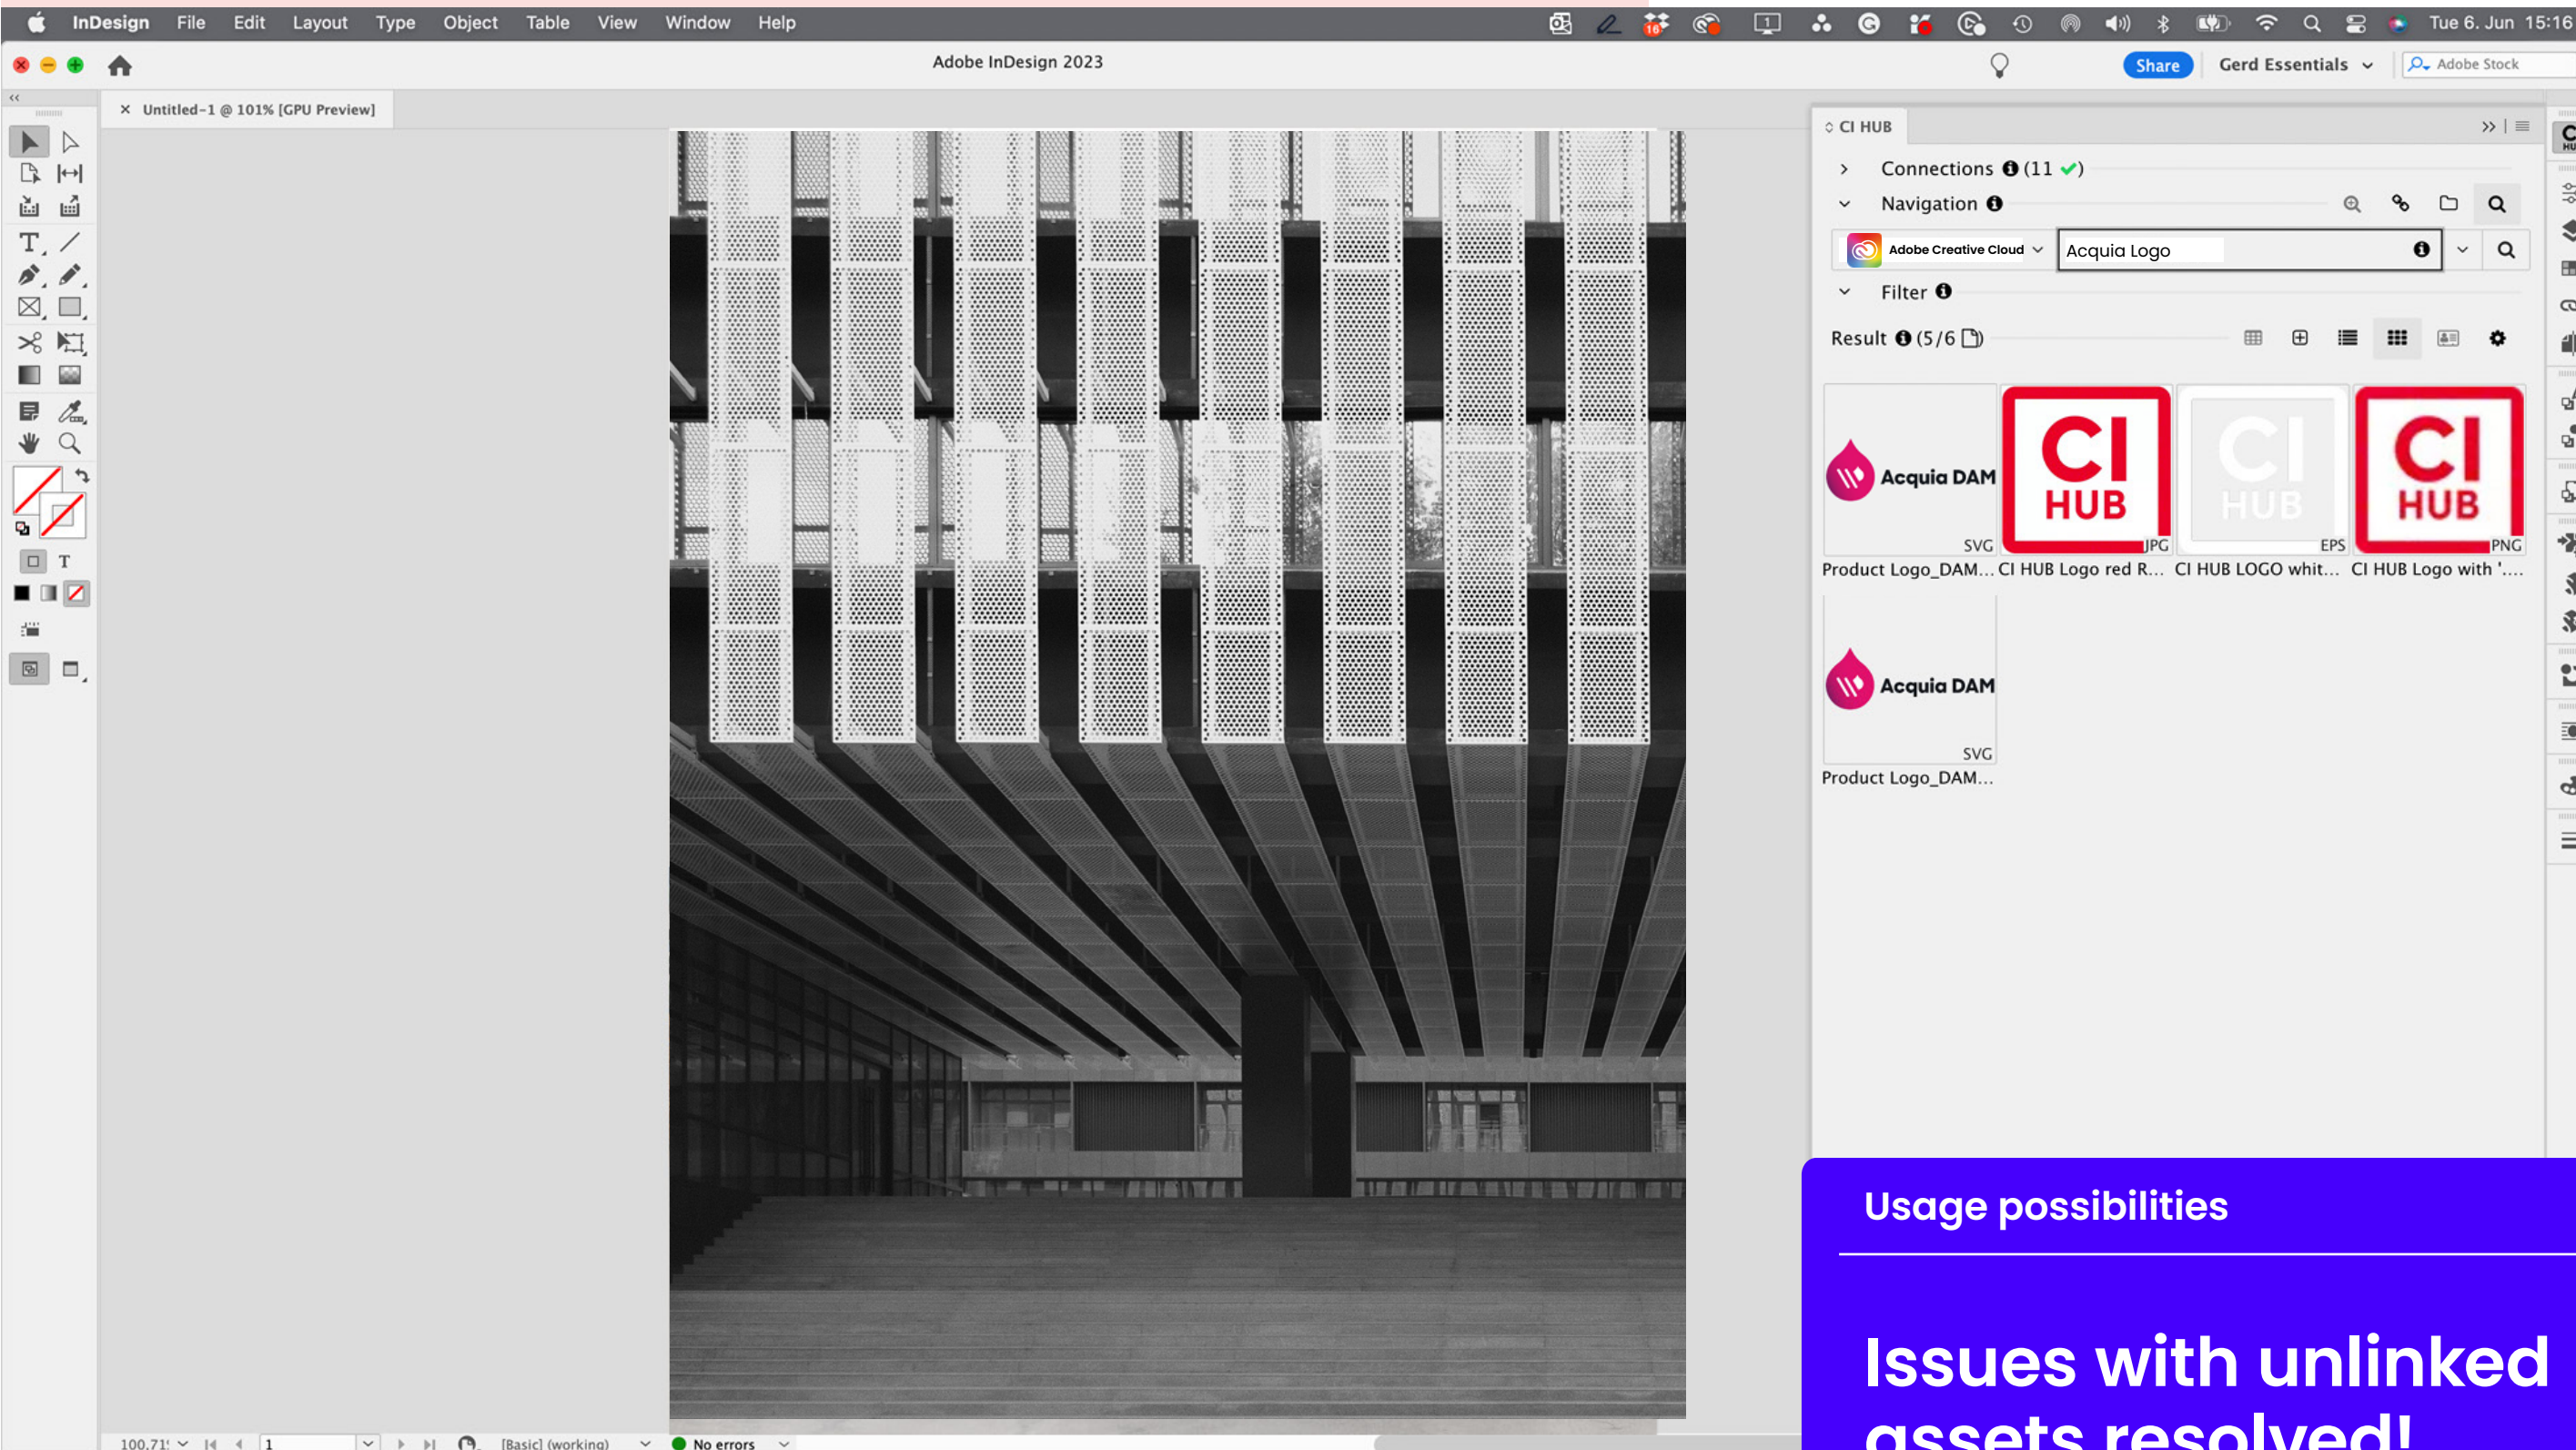 InDesign File Edit Layout Type Object Table View Window Help
16
1
Tue 6. Jun 15:16
Adobe InDesign 2023
Share
Gerd Essentials
Adobe Stock
× Untitled-1 @ 101% [GPU Preview]
CI HUB
Connections (11 ✔)
Navigation
Adobe Creative Cloud
Acquia Logo
Filter
Result (5/6)
Acquia DAM
SVG
Product Logo_DAM...
CI
HUB
JPG
CI HUB Logo red R...
CI
HUB
EPS
CI HUB LOGO whit...
CI
HUB
PNG
CI HUB Logo with '....
Acquia DAM
SVG
Product Logo_DAM...
T
T
Usage possibilities
Issues with unlinked
assets resolved!
1
[Basic] (working)
No errors